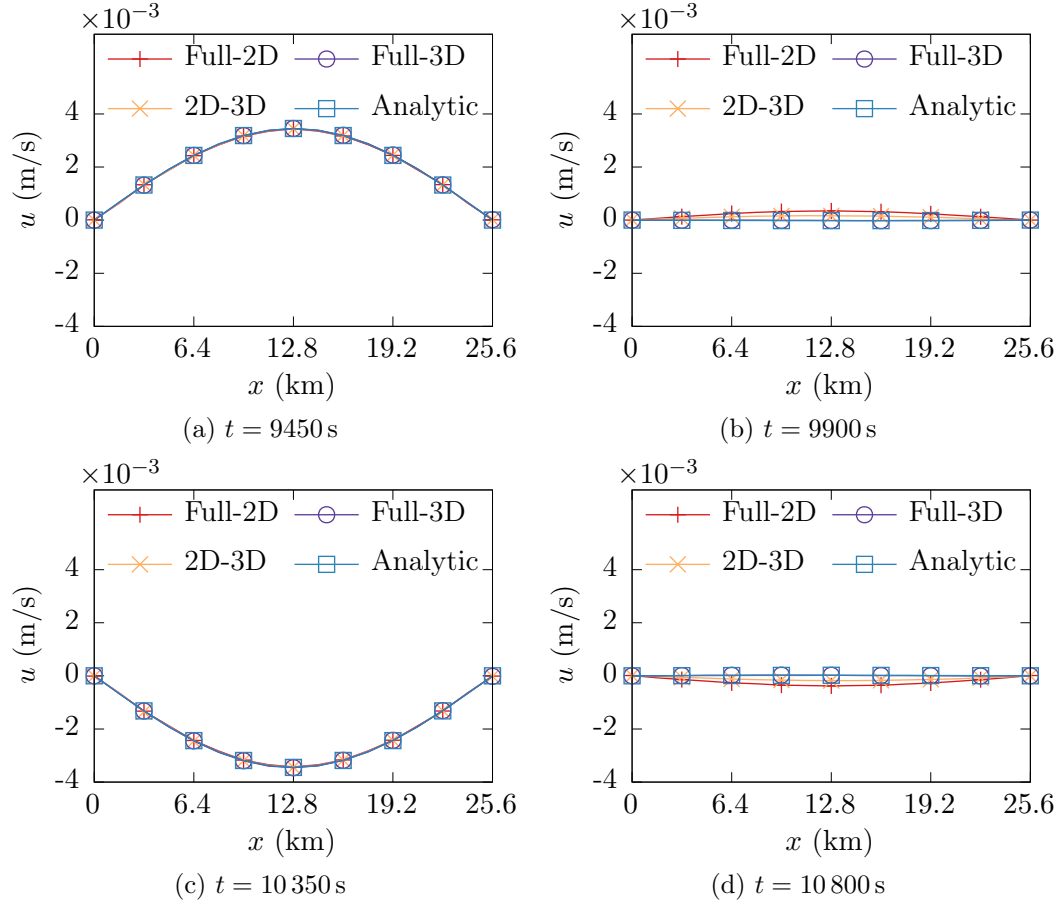 ×10⁻³
Full-2D Full-3D
2D-3D Analytic
4
2
0
-2
-4
u (m/s)
0 6.4 12.8 19.2 25.6
x (km)
(a) t = 9450 s
×10⁻³
Full-2D Full-3D
2D-3D Analytic
4
2
0
-2
-4
u (m/s)
0 6.4 12.8 19.2 25.6
x (km)
(b) t = 9900 s
×10⁻³
Full-2D Full-3D
2D-3D Analytic
4
2
0
-2
-4
u (m/s)
0 6.4 12.8 19.2 25.6
x (km)
(c) t = 10 350 s
×10⁻³
Full-2D Full-3D
2D-3D Analytic
4
2
0
-2
-4
u (m/s)
0 6.4 12.8 19.2 25.6
x (km)
(d) t = 10 800 s